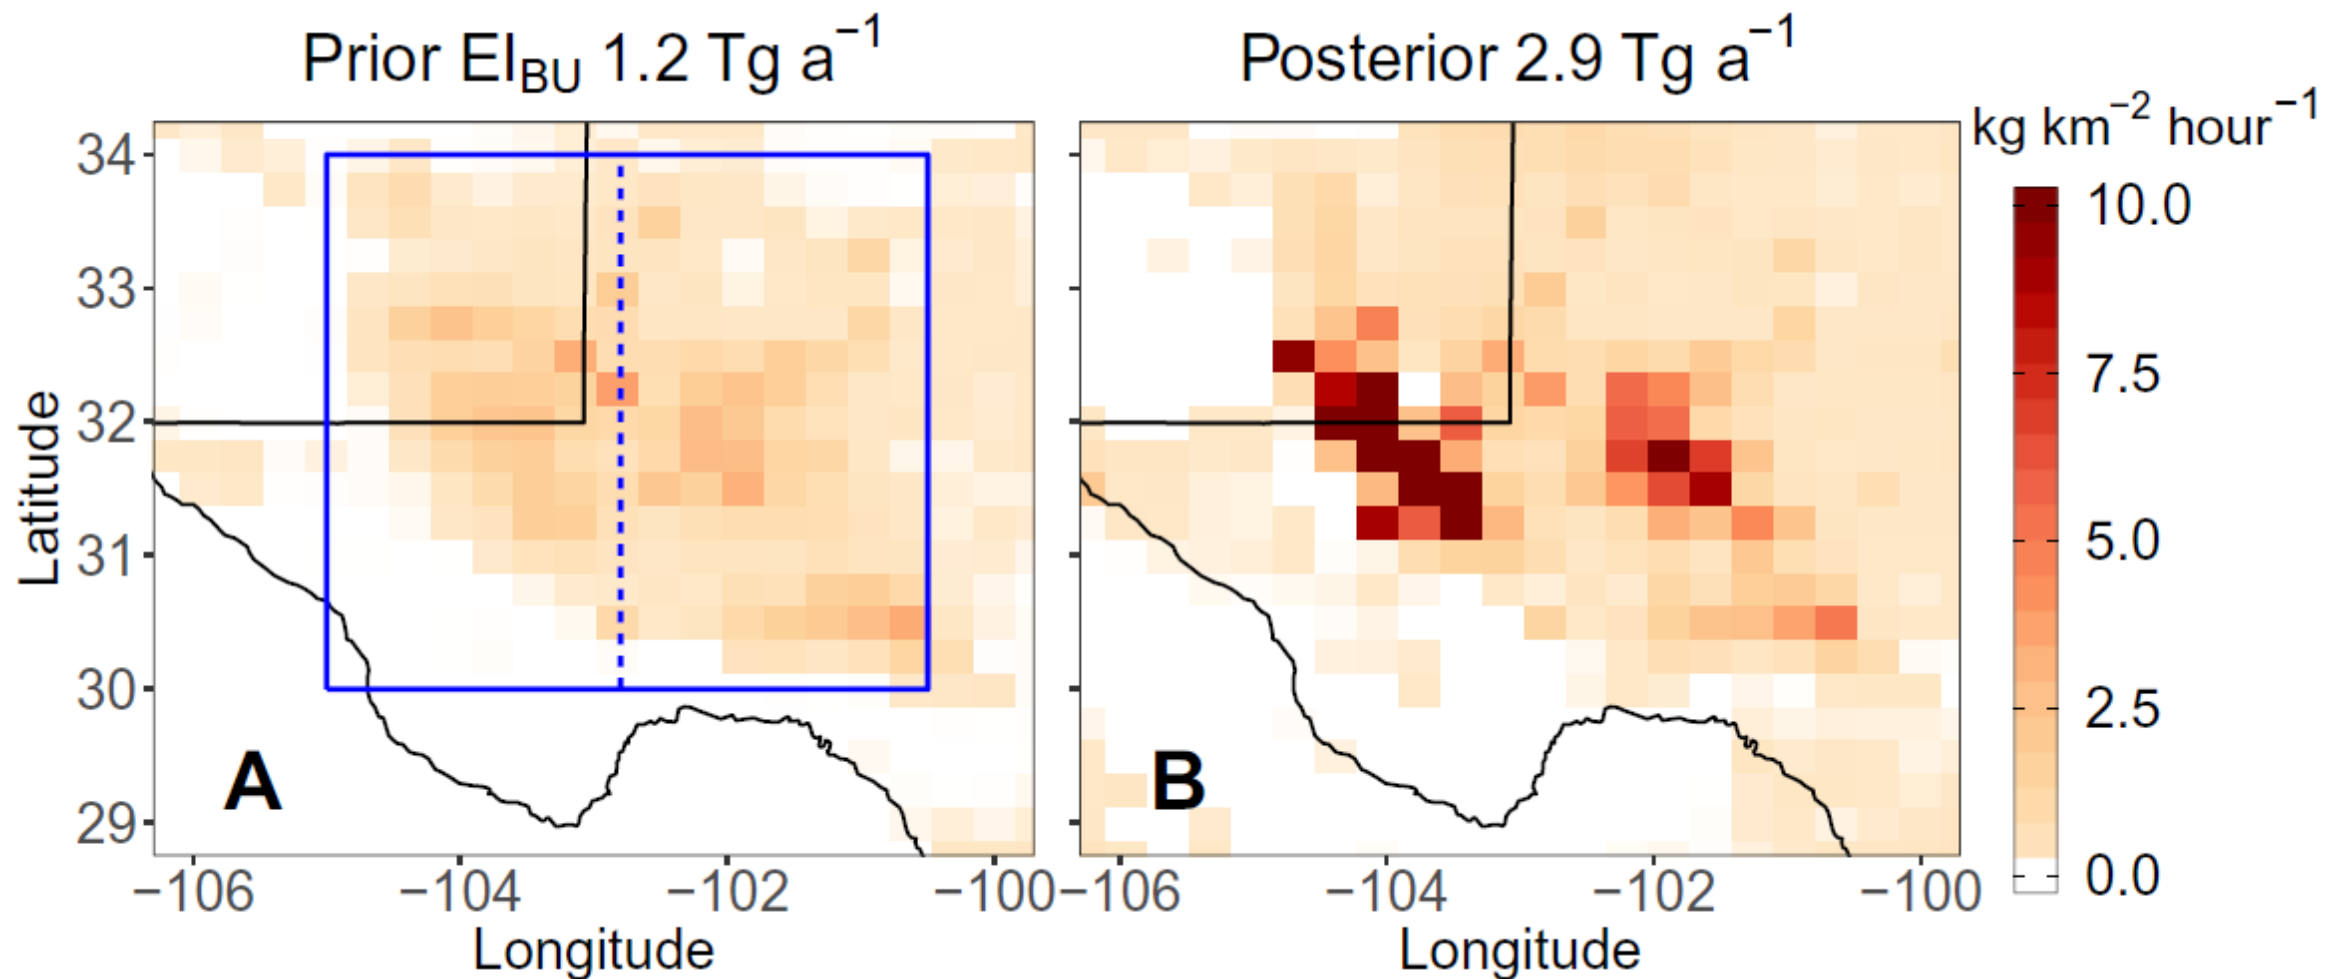 Prior EI_BU 1.2 Tg a⁻¹
Posterior 2.9 Tg a⁻¹
kg km⁻² hour⁻¹
34
33
32
31
30
29
Latitude
A
B
10.0
7.5
5.0
2.5
0.0
−106 −104 −102 −100
−106 −104 −102 −100
Longitude
Longitude